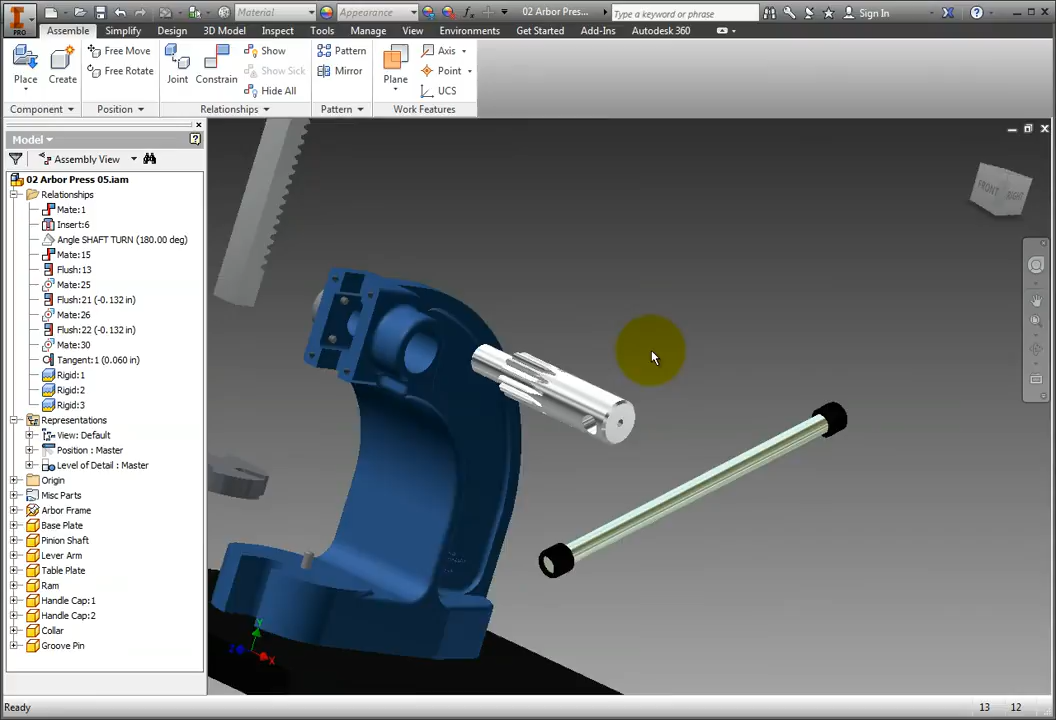 PRO
Material
Appearance
02 Arbor Pres...
Type a keyword or phrase
Sign In
Assemble
Simplify
Design
3D Model
Inspect
Tools
Manage
View
Environments
Get Started
Add-Ins
Autodesk 360
Place
Create
Free Move
Free Rotate
Joint
Constrain
Show
Show Sick
Hide All
Pattern
Mirror
Plane
Axis
Point
UCS
Component
Position
Relationships
Pattern
Work Features
Model
Assembly View
02 Arbor Press 05.iam
Relationships
Mate:1
Insert:6
Angle SHAFT TURN (180.00 deg)
Mate:15
Flush:13
Mate:25
Flush:21 (-0.132 in)
Mate:26
Flush:22 (-0.132 in)
Mate:30
Tangent:1 (0.060 in)
Rigid:1
Rigid:2
Rigid:3
Representations
View: Default
Position : Master
Level of Detail : Master
Origin
Misc Parts
Arbor Frame
Base Plate
Pinion Shaft
Lever Arm
Table Plate
Ram
Handle Cap:1
Handle Cap:2
Collar
Groove Pin
FRONT
RIGHT
Y
Z
X
Ready
13
12